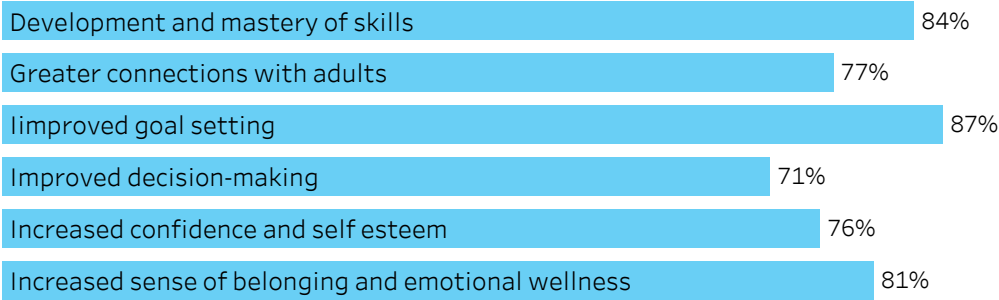 Development and mastery of skills 84%
Greater connections with adults 77%
Iimproved goal setting 87%
Improved decision-making 71%
Increased confidence and self esteem 76%
Increased sense of belonging and emotional wellness 81%